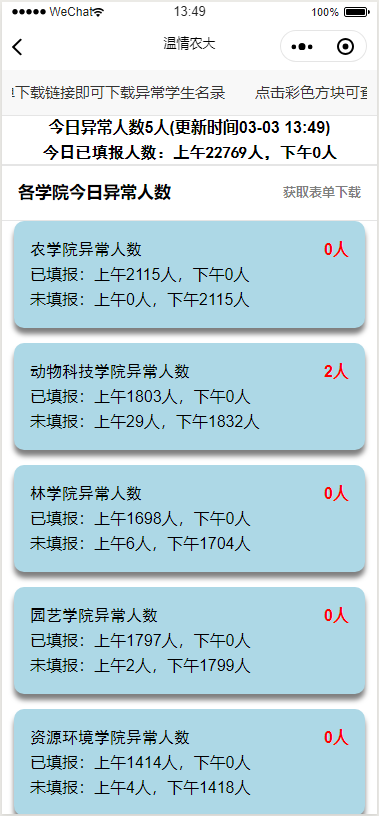 WeChat 13:49 100%
温情农大
下载链接即可下载异常学生名录 点击彩色方块可
今日异常人数5人(更新时间03-03 13:49)
今日已填报人数：上午22769人，下午0人
各学院今日异常人数 获取表单下载
农学院异常人数 0人
已填报：上午2115人，下午0人
未填报：上午0人，下午2115人
动物科技学院异常人数 2人
已填报：上午1803人，下午0人
未填报：上午29人，下午1832人
林学院异常人数 0人
已填报：上午1698人，下午0人
未填报：上午6人，下午1704人
园艺学院异常人数 0人
已填报：上午1797人，下午0人
未填报：上午2人，下午1799人
资源环境学院异常人数 0人
已填报：上午1414人，下午0人
未填报：上午4人，下午1418人